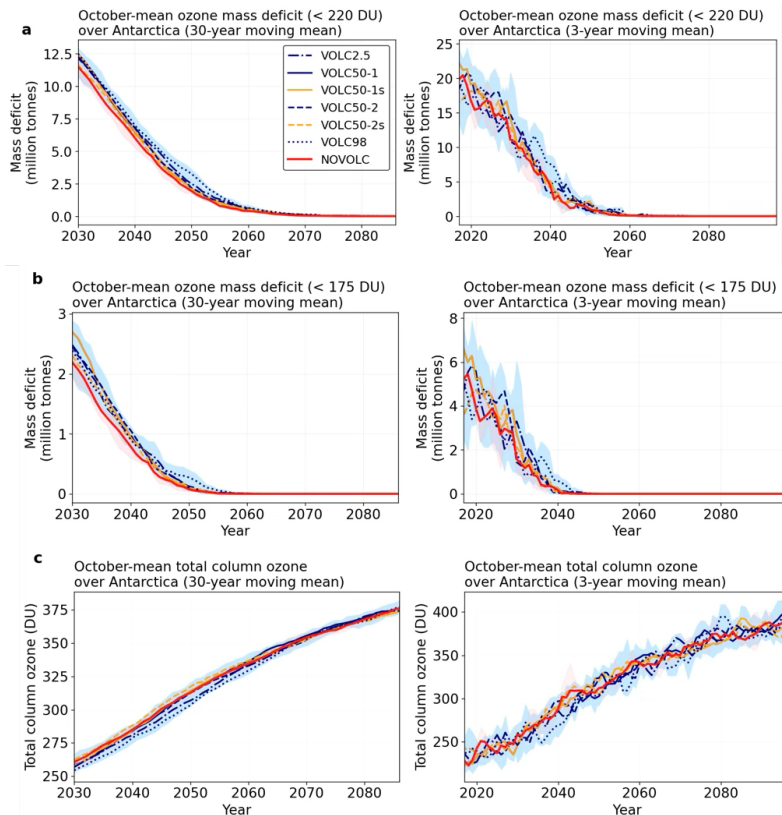 a
October-mean ozone mass deficit (< 220 DU)
over Antarctica (30-year moving mean)
Mass deficit
(million tonnes)
12.5
10.0
7.5
5.0
2.5
0.0
2030 2040 2050 2060 2070 2080
Year
VOLC2.5
VOLC50-1
VOLC50-1s
VOLC50-2
VOLC50-2s
VOLC98
NOVOLC
October-mean ozone mass deficit (< 220 DU)
over Antarctica (3-year moving mean)
Mass deficit
(million tonnes)
25
20
15
10
5
0
2020 2040 2060 2080
Year
b
October-mean ozone mass deficit (< 175 DU)
over Antarctica (30-year moving mean)
Mass deficit
(million tonnes)
3
2
1
0
2030 2040 2050 2060 2070 2080
Year
October-mean ozone mass deficit (< 175 DU)
over Antarctica (3-year moving mean)
Mass deficit
(million tonnes)
8
6
4
2
0
2020 2040 2060 2080
Year
c
October-mean total column ozone
over Antarctica (30-year moving mean)
Total column ozone (DU)
375
350
325
300
275
250
2030 2040 2050 2060 2070 2080
Year
October-mean total column ozone
over Antarctica (3-year moving mean)
Total column ozone (DU)
400
350
300
250
2020 2040 2060 2080
Year